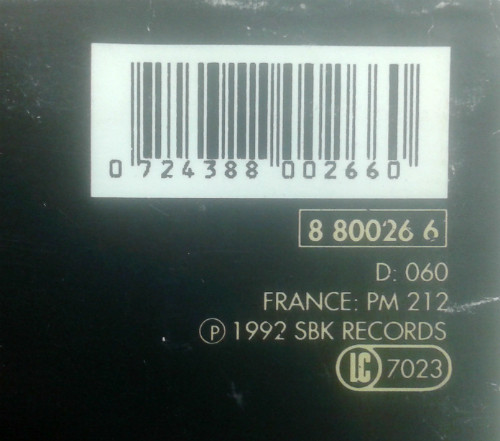 0 724388 002660
8 80026 6
D: 060
FRANCE: PM 212
Ⓟ 1992 SBK RECORDS
LC 7023